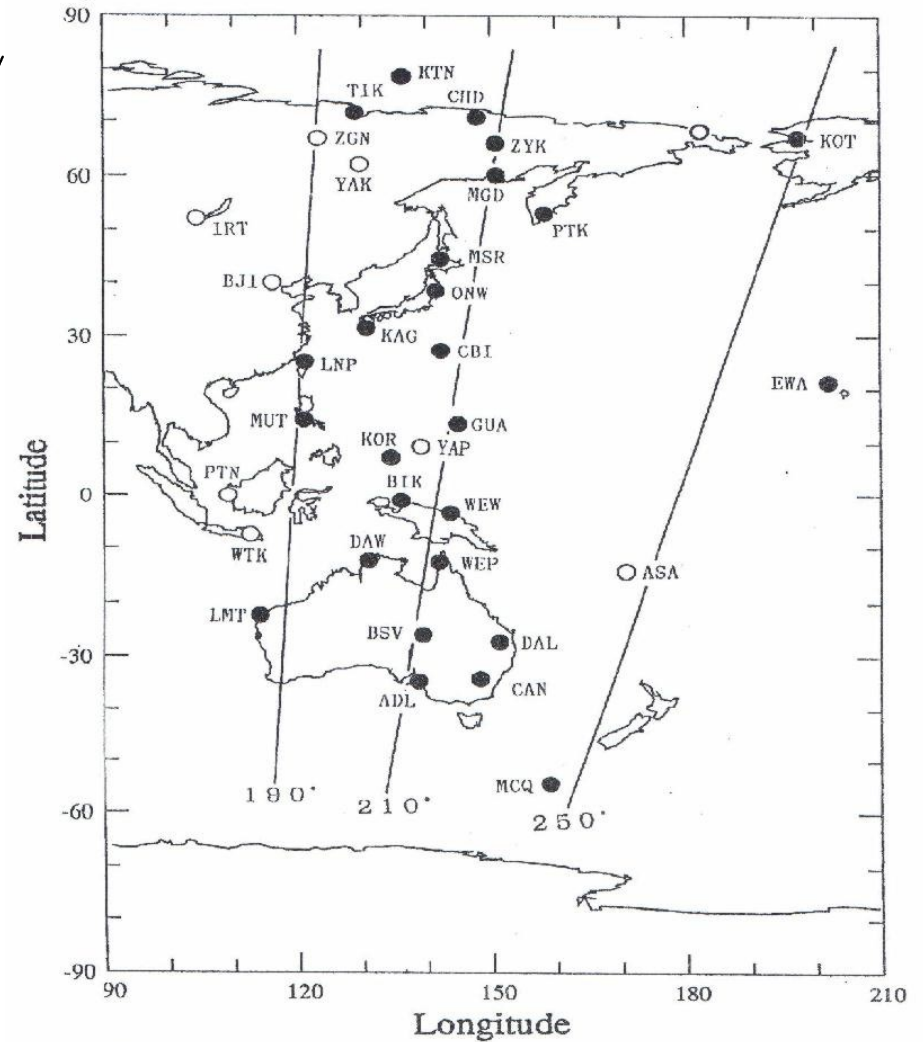 90
KTN
TIK
CHD
ZGN
ZYK
KOT
YAK
60
MGD
PTK
IRT
MSR
BJI
ONW
30
KAG
CBI
LNP
EWA
MUT
GUA
KOR
YAP
PTN
BIK
0
WEW
WTK
DAW
WEP
ASA
LMT
BSV
DAL
-30
ADL
CAN
MCQ
190°
210°
250°
-60
-90
90
120
150
180
210
Latitude
Longitude